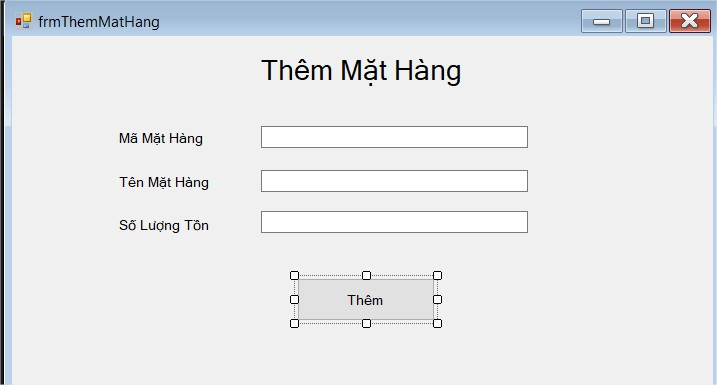 frmThemMatHang
Thêm Mặt Hàng
Mã Mặt Hàng
Tên Mặt Hàng
Số Lượng Tồn
Thêm